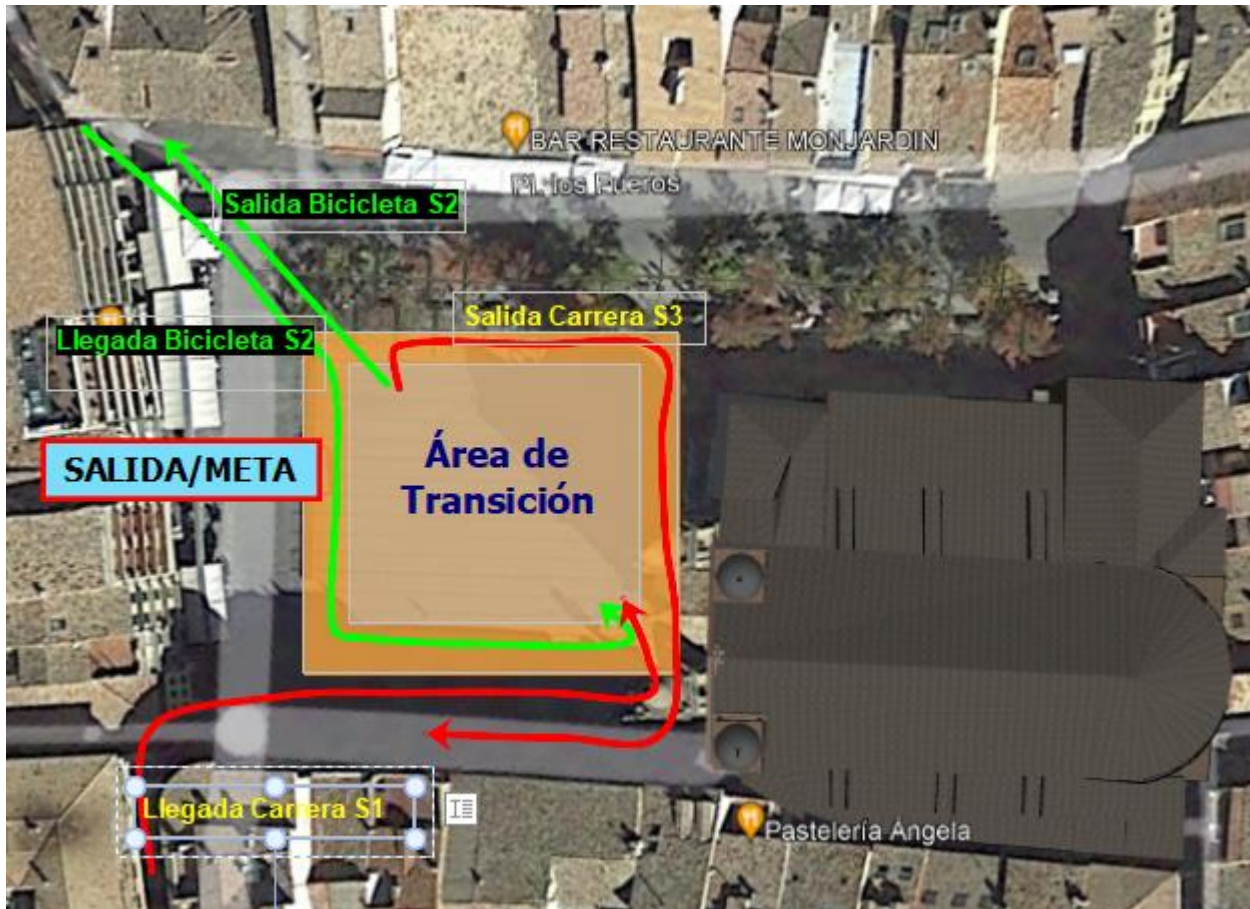 BAR RESTAURANTE MONJARDIN
Pl. los Fueros
Salida Bicicleta S2
Salida Carrera S3
Llegada Bicicleta S2
SALIDA/META
Área de
Transición
Llegada Carrera S1
Pastelería Ángela